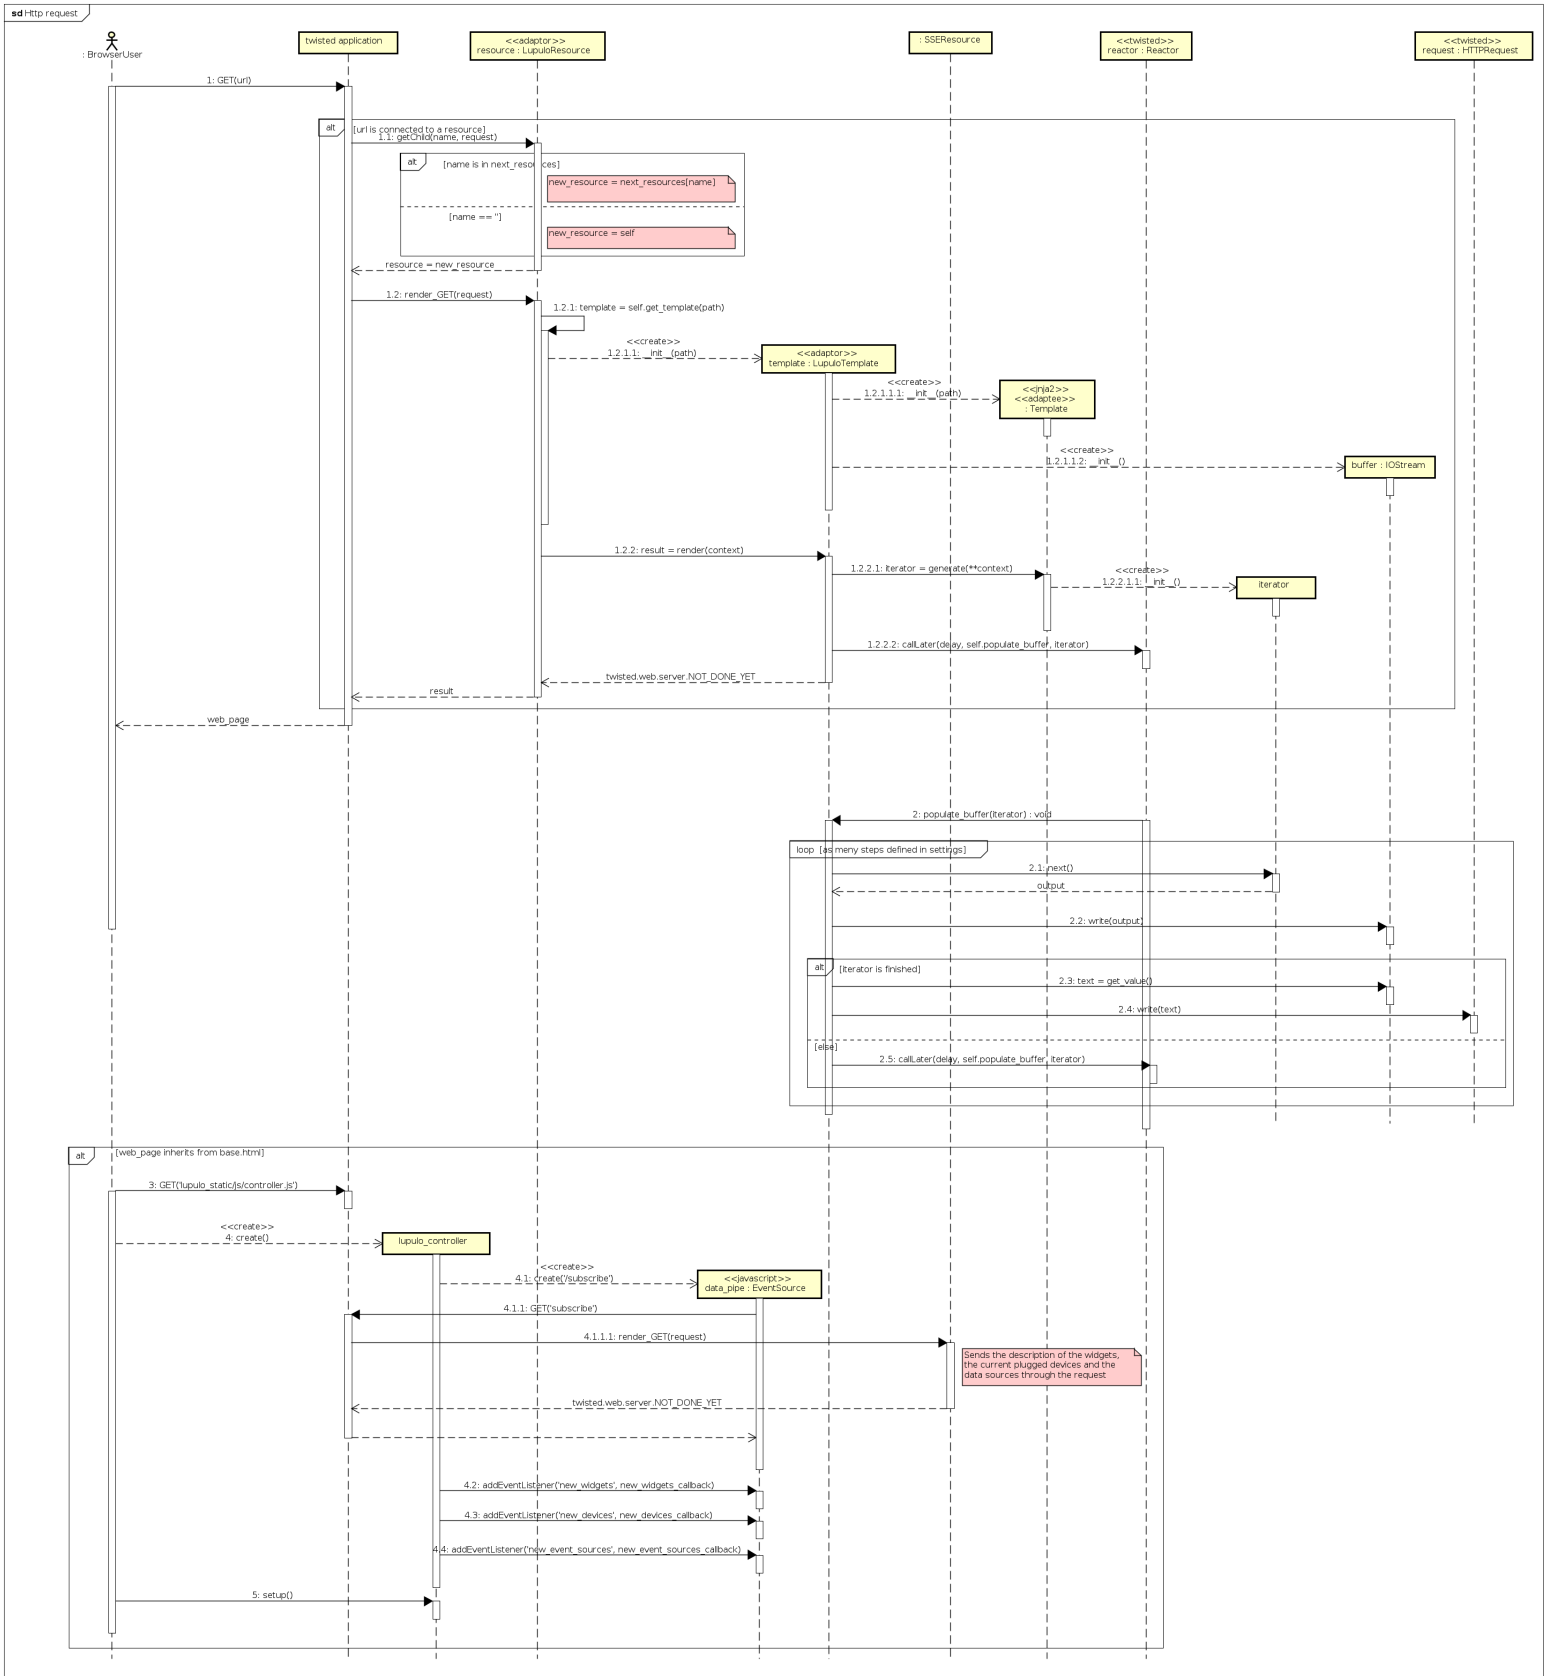 sd Http request
: BrowserUser
twisted application
<<adaptor>>
resource : LupuloResource
: SSEResource
<<twisted>>
reactor : Reactor
<<twisted>>
request : HTTPRequest
1: GET(url)
alt
[url is connected to a resource]
1.1: getChild(name, request)
alt
[name is in next_resources]
new_resource = next_resources[name]
[name == '']
new_resource = self
resource = new_resource
1.2: render_GET(request)
1.2.1: template = self.get_template(path)
<<create>>
1.2.1.1: __init__(path)
<<adaptor>>
template : LupuloTemplate
<<create>>
1.2.1.1.1: __init__(path)
<<jnja2>>
<<adaptee>>
: Template
<<create>>
1.2.1.1.2: __init__()
buffer : IOStream
1.2.2: result = render(context)
1.2.2.1: iterator = generate(**context)
<<create>>
1.2.2.1.1: __init__()
iterator
1.2.2.2: callLater(delay, self.populate_buffer, iterator)
twisted.web.server.NOT_DONE_YET
result
web_page
2: populate_buffer(iterator) : void
loop [as meny steps defined in settings]
2.1: next()
output
2.2: write(output)
alt
[iterator is finished]
2.3: text = get_value()
2.4: write(text)
[else]
2.5: callLater(delay, self.populate_buffer, iterator)
alt
[web_page inherits from base.html]
3: GET('lupulo_static/js/controller.js')
<<create>>
4: create()
lupulo_controller
<<create>>
4.1: create('/subscribe')
<<javascript>>
data_pipe : EventSource
4.1.1: GET('subscribe')
4.1.1.1: render_GET(request)
Sends the description of the widgets,
the current plugged devices and the
data sources through the request
twisted.web.server.NOT_DONE_YET
4.2: addEventListener('new_widgets', new_widgets_callback)
4.3: addEventListener('new_devices', new_devices_callback)
4.4: addEventListener('new_event_sources', new_event_sources_callback)
5: setup()